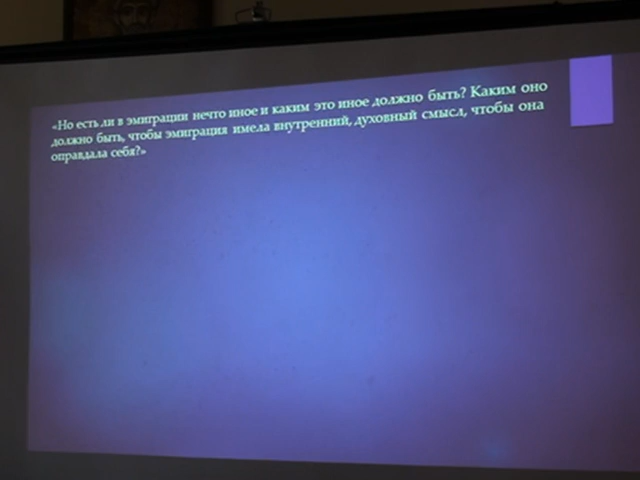 «Но есть ли в эмиграции нечто иное и каким это иное должно быть? Каким оно
должно быть, чтобы эмиграция имела внутренний, духовный смысл, чтобы она
оправдала себя?»